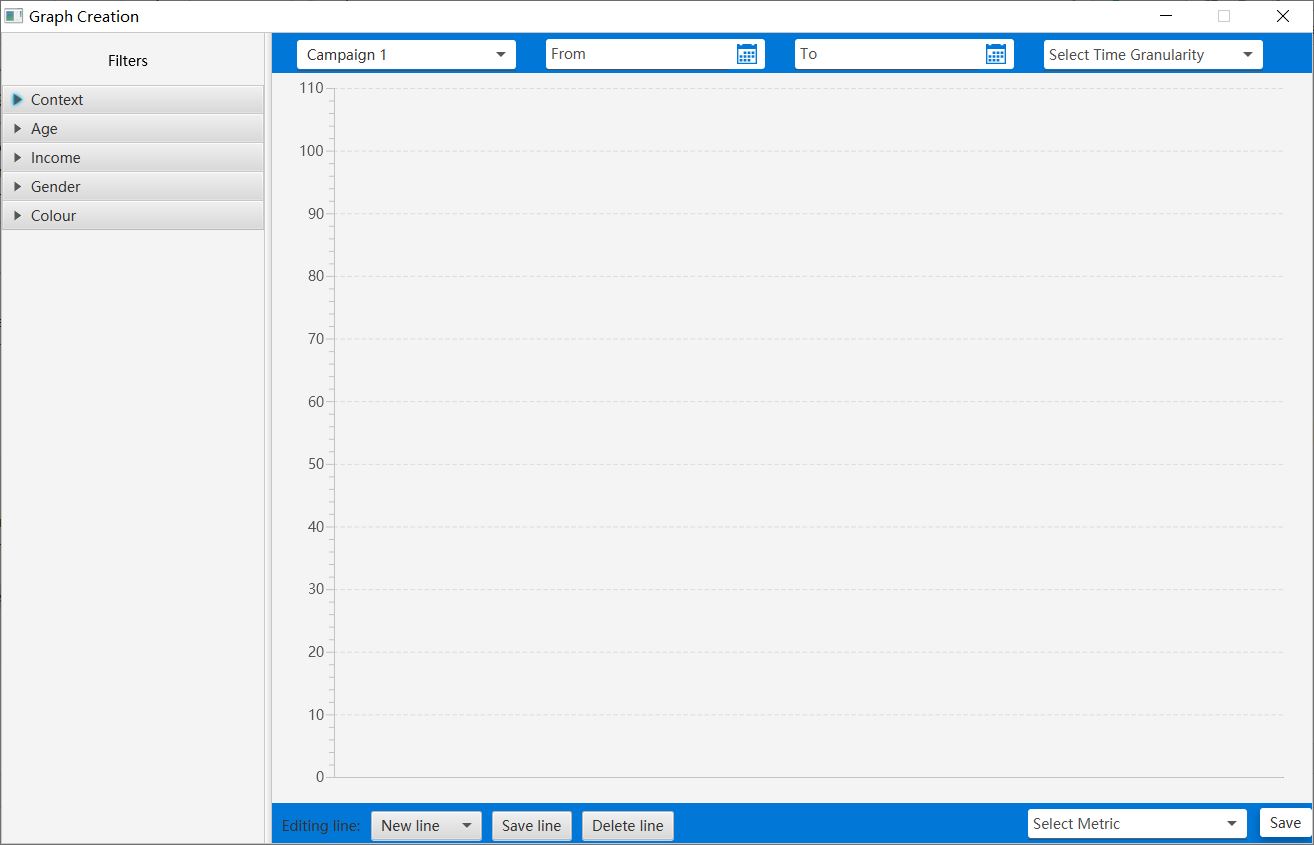 Graph Creation
Filters
Context
Age
Income
Gender
Colour
Campaign 1 From To Select Time Granularity
110
100
90
80
70
60
50
40
30
20
10
0
Editing line: New line Save line Delete line Select Metric Save